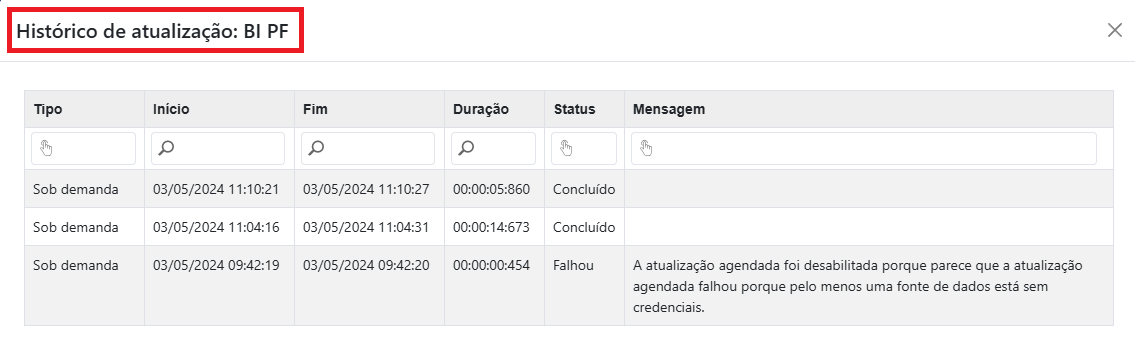 Histórico de atualização: BI PF
Tipo Início Fim Duração Status Mensagem
Sob demanda 03/05/2024 11:10:21 03/05/2024 11:10:27 00:00:05:860 Concluído
Sob demanda 03/05/2024 11:04:16 03/05/2024 11:04:31 00:00:14:673 Concluído
Sob demanda 03/05/2024 09:42:19 03/05/2024 09:42:20 00:00:00:454 Falhou A atualização agendada foi desabilitada porque parece que a atualização
agendada falhou porque pelo menos uma fonte de dados está sem
credenciais.